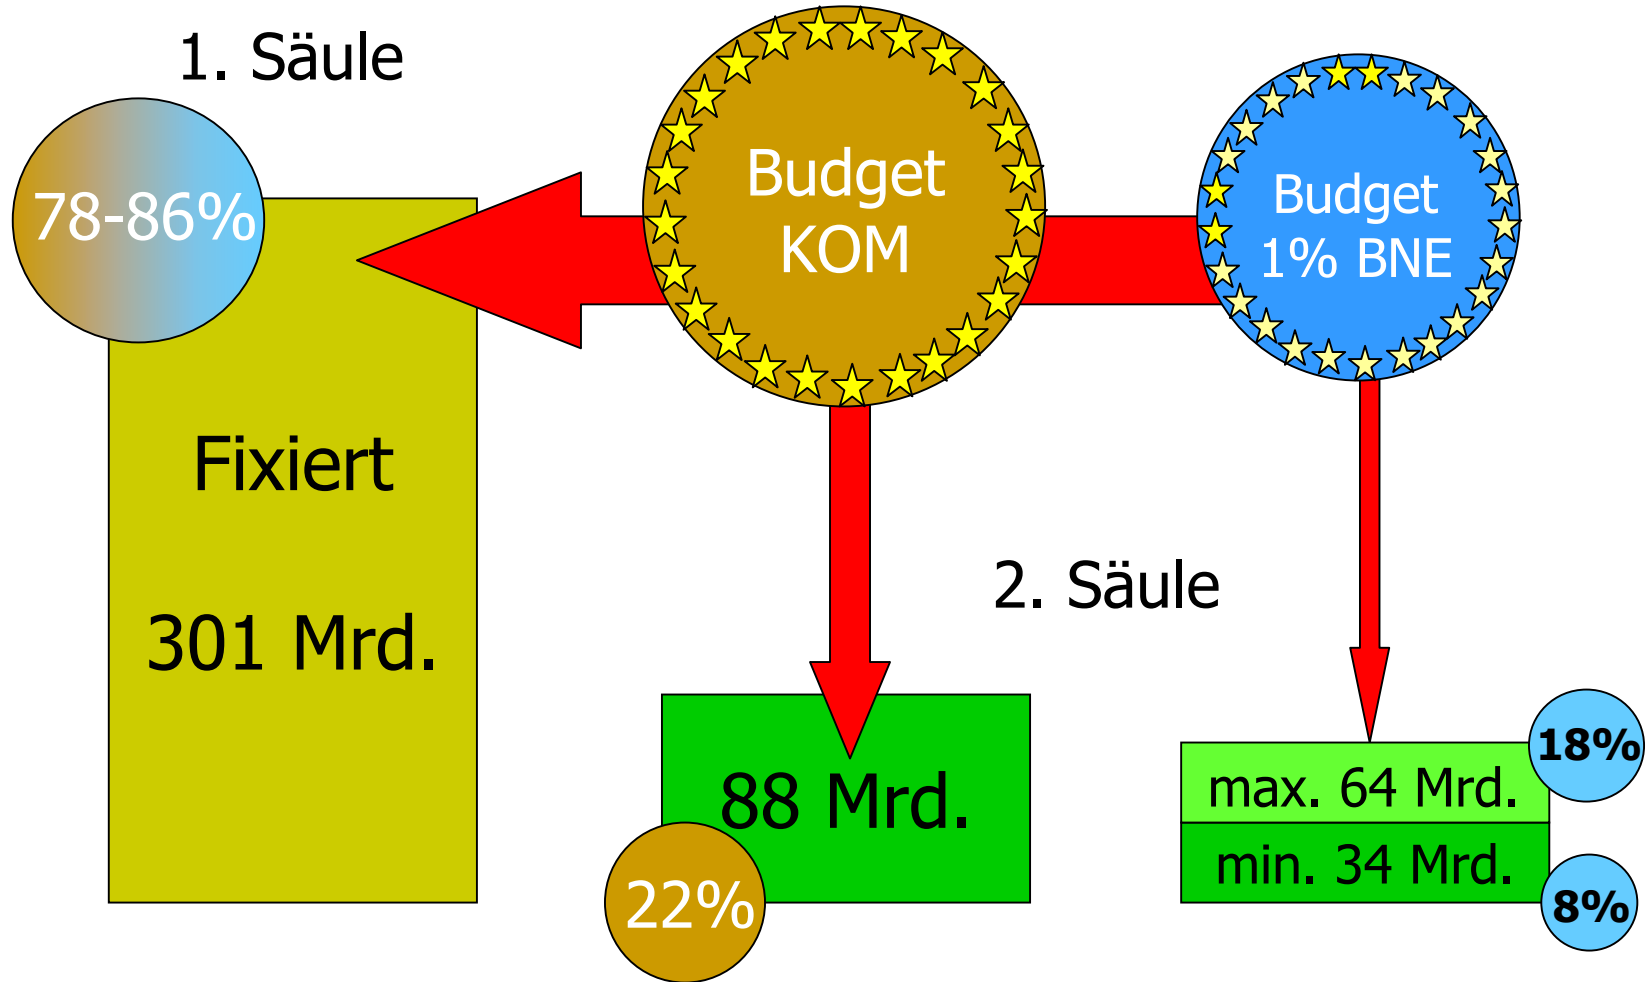 1. Säule
78-86%
Budget
KOM
Budget
1% BNE
Fixiert
301 Mrd.
2. Säule
88 Mrd.
22%
max. 64 Mrd.
18%
min. 34 Mrd.
8%